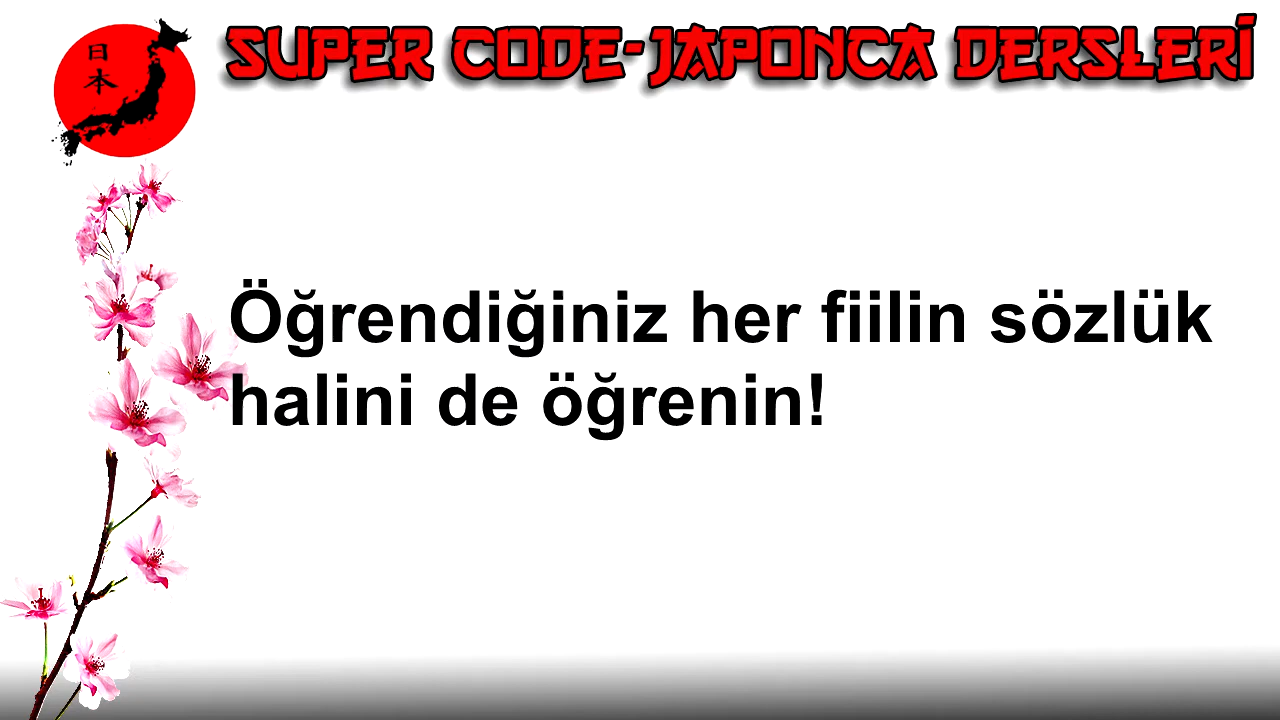 日
本
SUPER CODE-JAPONCA DERSLERİ
Öğrendiğiniz her fiilin sözlük
halini de öğrenin!